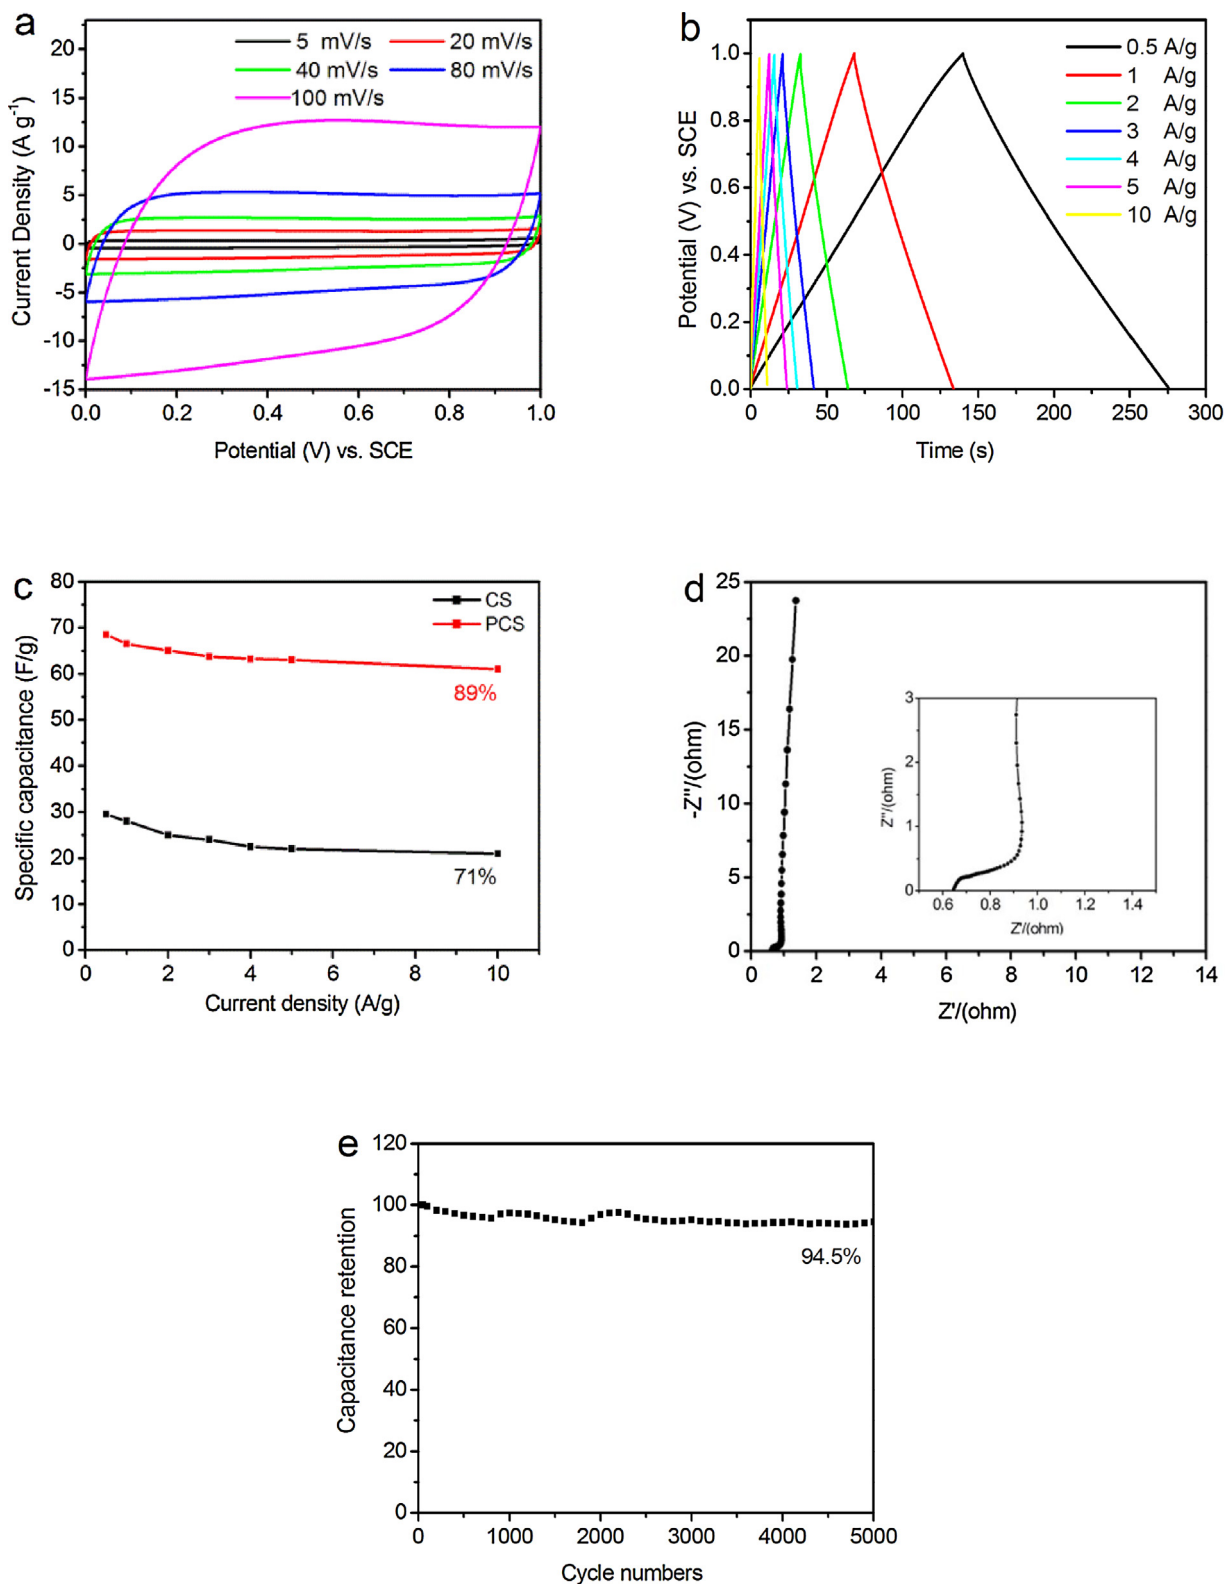 a
5 mV/s 20 mV/s
40 mV/s 80 mV/s
100 mV/s
Current Density (A g-1)
20
15
10
5
0
-5
-10
-15
0.0 0.2 0.4 0.6 0.8 1.0
Potential (V) vs. SCE
b
0.5 A/g
1 A/g
2 A/g
3 A/g
4 A/g
5 A/g
10 A/g
Potential (V) vs. SCE
1.0
0.8
0.6
0.4
0.2
0.0
0 50 100 150 200 250 300
Time (s)
c
CS
PCS
Specific capacitance (F/g)
80
70
60
50
40
30
20
10
0
89%
71%
0 2 4 6 8 10
Current density (A/g)
d
-Z''/(ohm)
25
20
15
10
5
0
0 2 4 6 8 10 12 14
Z'/(ohm)
Z''/(ohm)
3
2
1
0
0.6 0.8 1.0 1.2 1.4
Z'/(ohm)
e
Capacitance retention
120
100
80
60
40
20
0
94.5%
0 1000 2000 3000 4000 5000
Cycle numbers